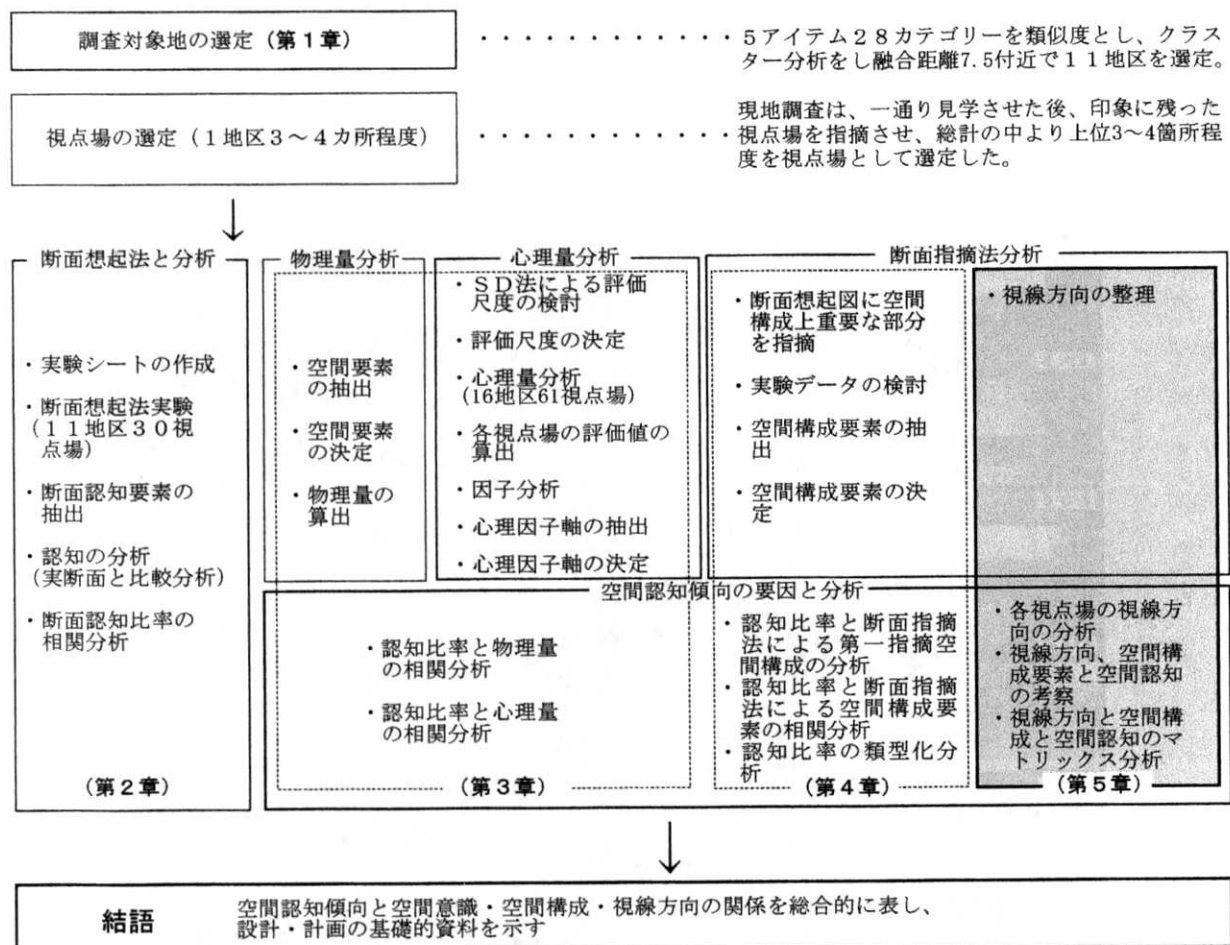 調査対象地の選定(第1章)
・・・・・・・・・・・・・5アイテム28カテゴリーを類似度とし、クラス
ター分析をし融合距離7.5付近で11地区を選定。
視点場の選定(1地区3~4カ所程度)
・・・・・・・・・・・・・
現地調査は、一通り見学させた後、印象に残った
視点場を指摘させ、総計の中より上位3~4箇所程
度を視点場として選定した。
↓
断面想起法と分析
・実験シートの作成
・断面想起法実験
(11地区30視
点場)
・断面認知要素の
抽出
・認知の分析
(実断面と比較分析)
・断面認知比率の
相関分析
(第2章)
物理量分析
・空間要素
の抽出
・空間要素
の決定
・物理量の
算出
心理量分析
・SD法による評価
尺度の検討
・評価尺度の決定
・心理量分析
(16地区61視点場)
・各視点場の評価値の
算出
・因子分析
・心理因子軸の抽出
・心理因子軸の決定
断面指摘法分析
・断面想起図に空間
構成上重要な部分
を指摘
・実験データの検討
・空間構成要素の抽
出
・空間構成要素の決
定
・視線方向の整理
空間認知傾向の要因と分析
・認知比率と物理量
の相関分析
・認知比率と心理量
の相関分析
(第3章)
・認知比率と断面指摘
法による第一指摘空
間構成の分析
・認知比率と断面指摘
法による空間構成要
素の相関分析
・認知比率の類型化分
析
(第4章)
・各視点場の視線方
向の分析
・視線方向、空間構
成要素と空間認知
の考察
・視線方向と空間構
成と空間認知のマ
トリックス分析
(第5章)
↓
結語
空間認知傾向と空間意識・空間構成・視線方向の関係を総合的に表し、
設計・計画の基礎的資料を示す